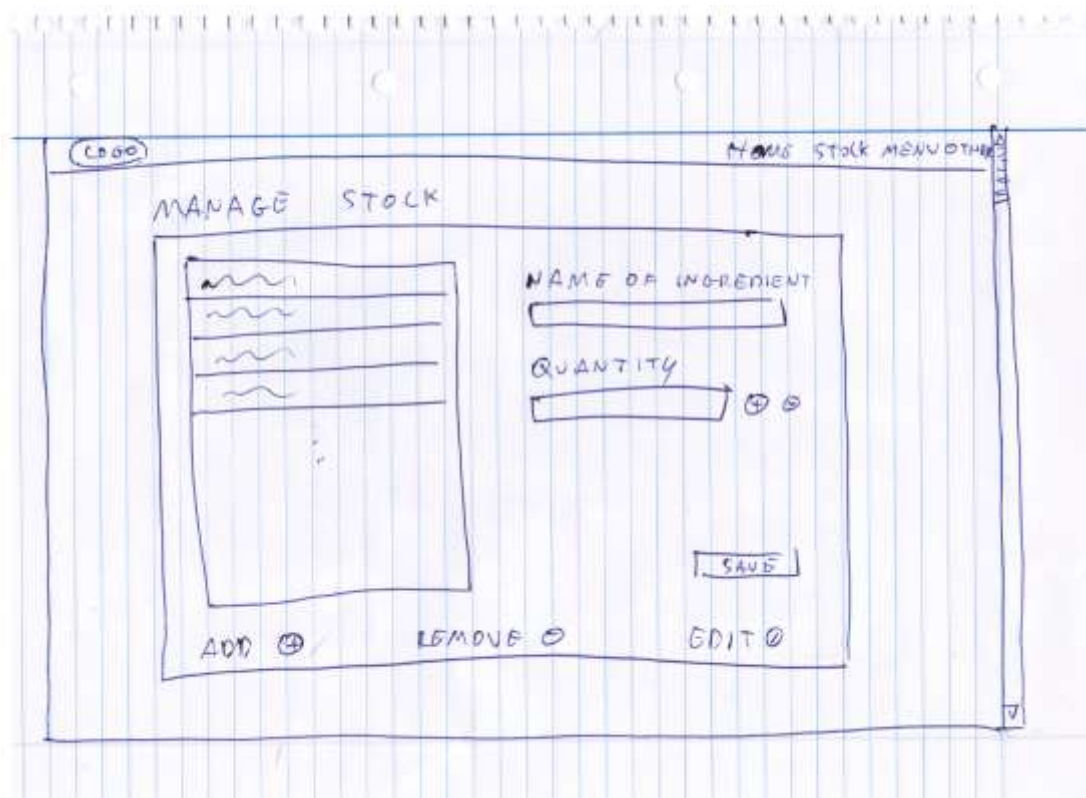 LOGO
HOME STOCK MENU OTHER
MANAGE STOCK
NAME OF INGREDIENT
QUANTITY
SAVE
ADD
REMOVE
EDIT